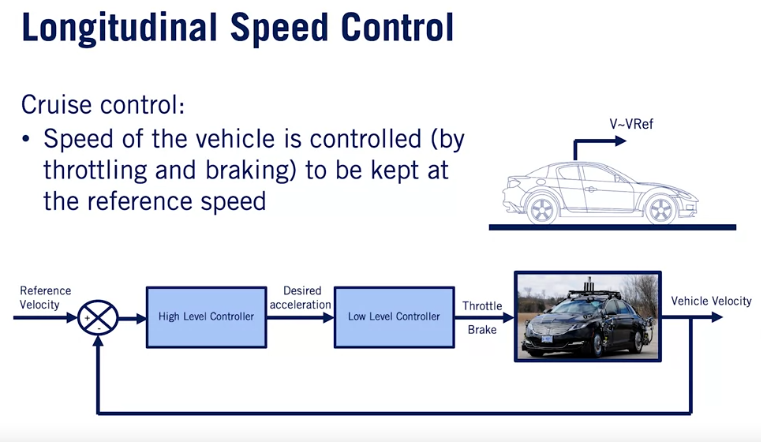 Longitudinal Speed Control
Cruise control:
• Speed of the vehicle is controlled (by
throttling and braking) to be kept at
the reference speed
V~VRef
Reference
Velocity
+
-
High Level Controller
Desired
acceleration
Low Level Controller
Throttle
Brake
Vehicle Velocity